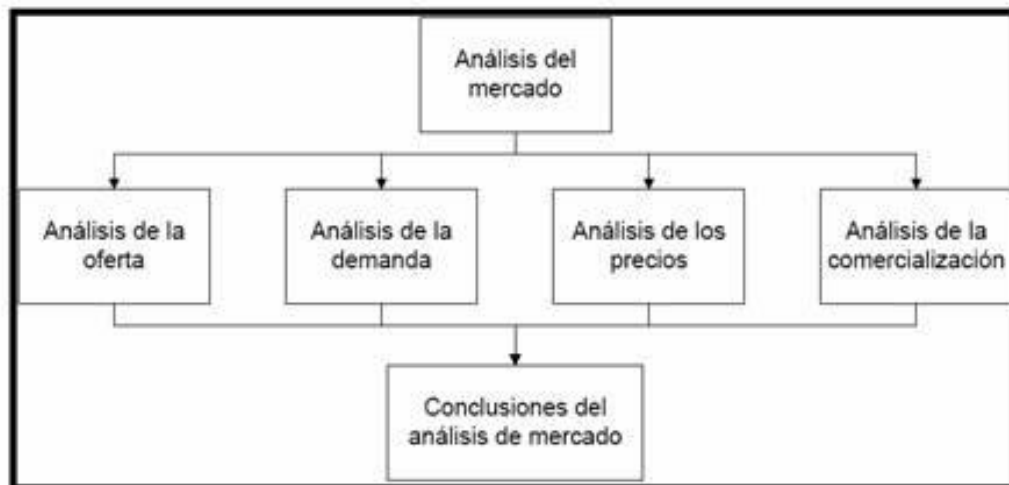 Análisis del
mercado
Análisis de la
oferta
Análisis de la
demanda
Análisis de los
precios
Análisis de la
comercialización
Conclusiones del
análisis de mercado